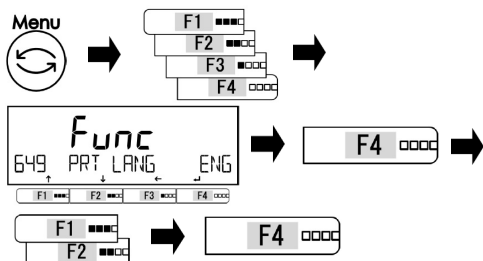 Menu
F1
F2
F3
F4
Func
649 PRT LANG ENG
F1 F2 F3 F4
F4
F1
F2
F4